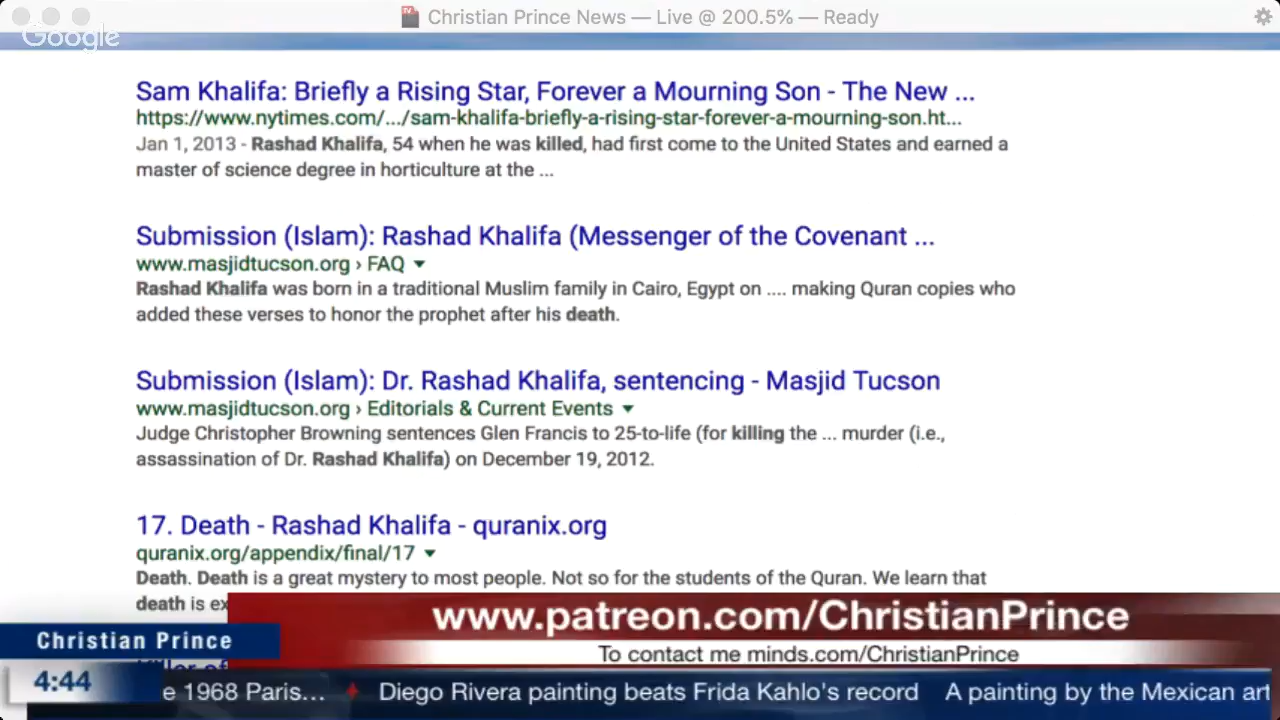 Christian Prince News — Live @ 200.5% — Ready
Google
Sam Khalifa: Briefly a Rising Star, Forever a Mourning Son - The New ...
https://www.nytimes.com/.../sam-khalifa-briefly-a-rising-star-forever-a-mourning-son.ht...
Jan 1, 2013 - Rashad Khalifa, 54 when he was killed, had first come to the United States and earned a
master of science degree in horticulture at the ...
Submission (Islam): Rashad Khalifa (Messenger of the Covenant ...
www.masjidtucson.org › FAQ
Rashad Khalifa was born in a traditional Muslim family in Cairo, Egypt on .... making Quran copies who
added these verses to honor the prophet after his death.
Submission (Islam): Dr. Rashad Khalifa, sentencing - Masjid Tucson
www.masjidtucson.org › Editorials & Current Events
Judge Christopher Browning sentences Glen Francis to 25-to-life (for killing the ... murder (i.e.,
assassination of Dr. Rashad Khalifa) on December 19, 2012.
17. Death - Rashad Khalifa - quranix.org
quranix.org/appendix/final/17
Death. Death is a great mystery to most people. Not so for the students of the Quran. We learn that
death is ex
www.patreon.com/ChristianPrince
Christian Prince
To contact me minds.com/ChristianPrince
4:44
e 1968 Paris... Diego Rivera painting beats Frida Kahlo's record A painting by the Mexican art